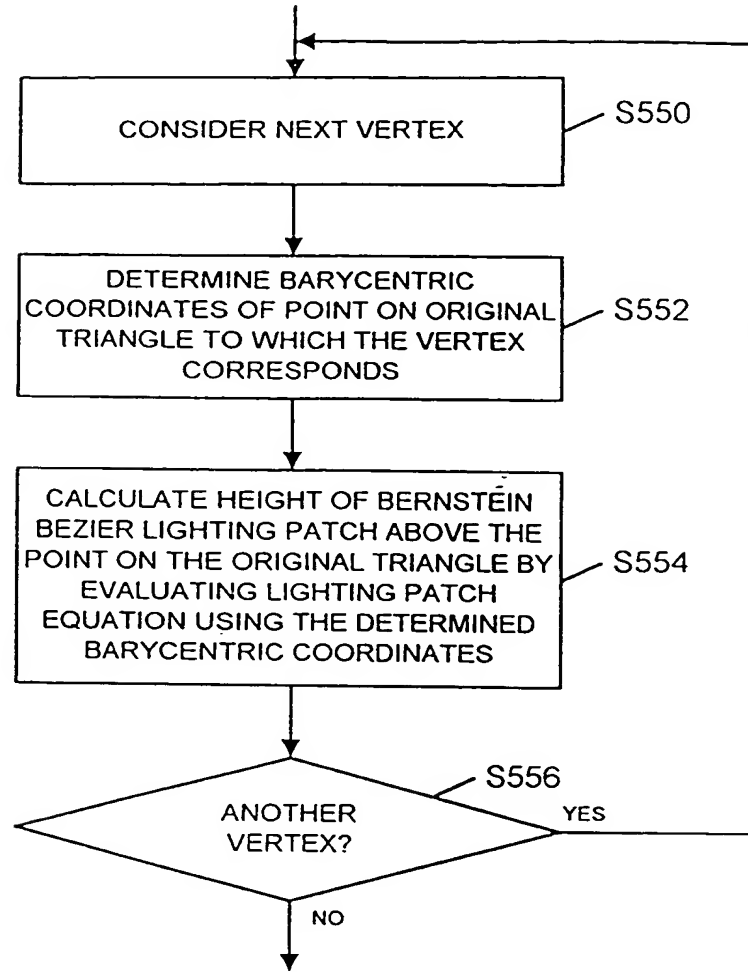 CONSIDER NEXT VERTEX
S550
DETERMINE BARYCENTRIC
COORDINATES OF POINT ON ORIGINAL
TRIANGLE TO WHICH THE VERTEX
CORRESPONDS
S552
CALCULATE HEIGHT OF BERNSTEIN
BEZIER LIGHTING PATCH ABOVE THE
POINT ON THE ORIGINAL TRIANGLE BY
EVALUATING LIGHTING PATCH
EQUATION USING THE DETERMINED
BARYCENTRIC COORDINATES
S554
S556
ANOTHER
VERTEX?
YES
NO